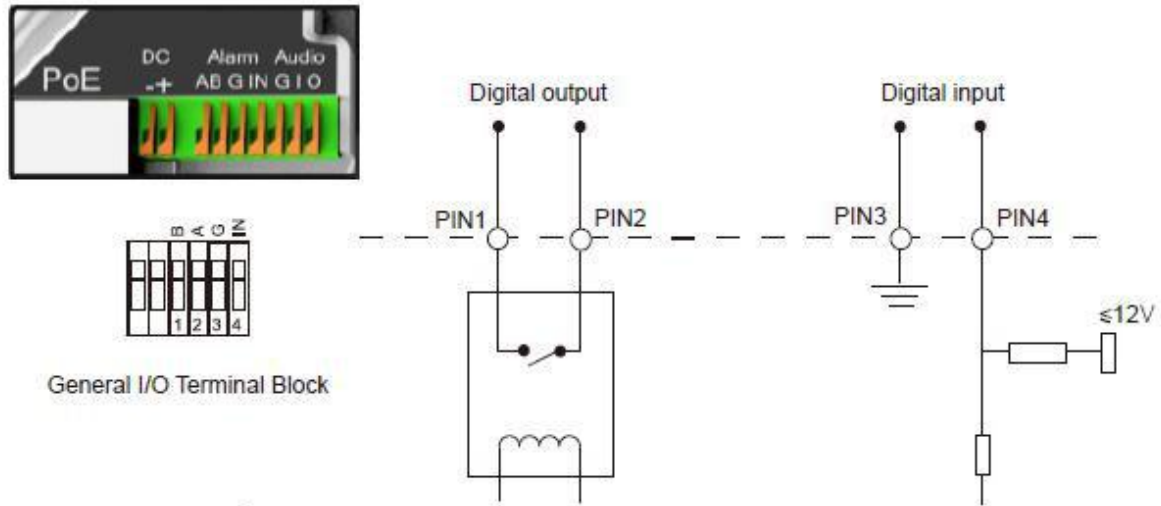 DC Alarm Audio
PoE -+ AB G IN G I O
Digital output
Digital input
PIN1
PIN2
PIN3
PIN4
B A G IN
1 2 3 4
≤12V
General I/O Terminal Block